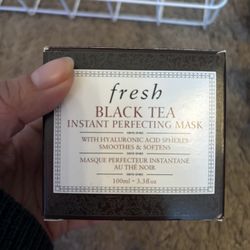 fresh
BLACK TEA
INSTANT PERFECTING MASK
WITH HYALURONIC ACID SPHERES
SMOOTHES & SOFTENS
MASQUE PERFECTEUR INSTANTANÉ
AU THÉ NOIR
100ml • 3.3fl oz